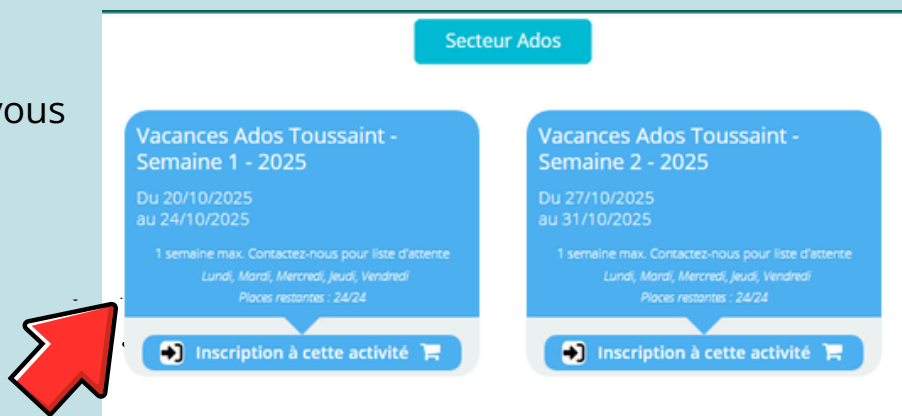 Secteur Ados
vous
Vacances Ados Toussaint -
Semaine 1 - 2025
Du 20/10/2025
au 24/10/2025
1 semaine max. Contactez-nous pour liste d'attente
Lundi, Mardi, Mercredi, Jeudi, Vendredi
Places restantes : 24/24
Inscription à cette activité
Vacances Ados Toussaint -
Semaine 2 - 2025
Du 27/10/2025
au 31/10/2025
1 semaine max. Contactez-nous pour liste d'attente
Lundi, Mardi, Mercredi, Jeudi, Vendredi
Places restantes : 24/24
Inscription à cette activité